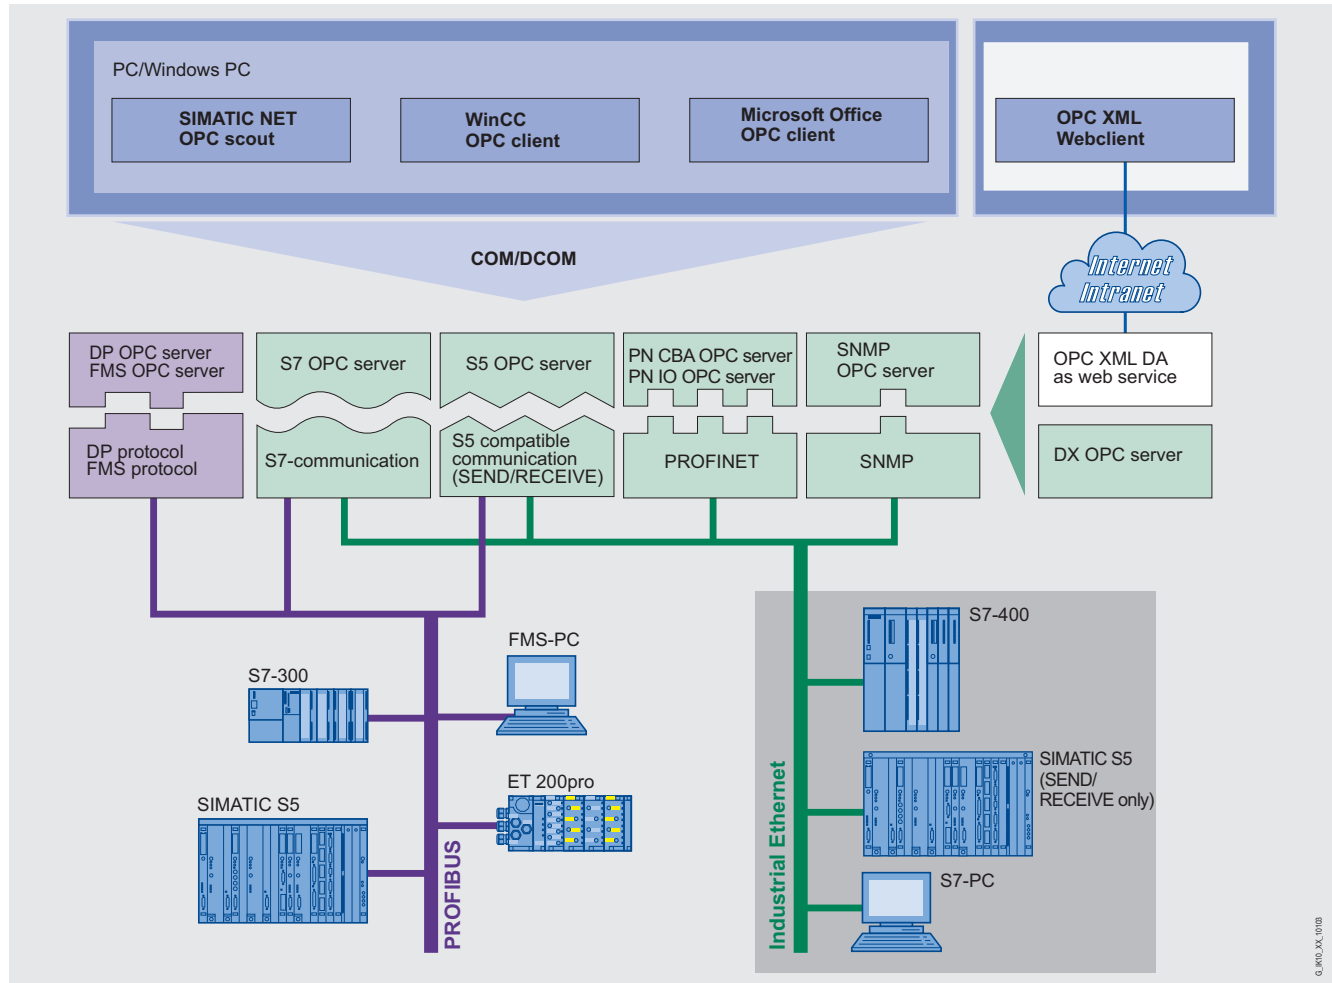 PC/Windows PC
SIMATIC NET
OPC scout
WinCC
OPC client
Microsoft Office
OPC client
OPC XML
Webclient
COM/DCOM
Internet
Intranet
DP OPC server
FMS OPC server
S7 OPC server
S5 OPC server
PN CBA OPC server
PN IO OPC server
SNMP
OPC server
OPC XML DA
as web service
DP protocol
FMS protocol
S7-communication
S5 compatible
communication
(SEND/RECEIVE)
PROFINET
SNMP
DX OPC server
S7-300
FMS-PC
SIMATIC S5
ET 200pro
PROFIBUS
Industrial Ethernet
S7-400
SIMATIC S5
(SEND/
RECEIVE only)
S7-PC
G_IK10_XX_10103